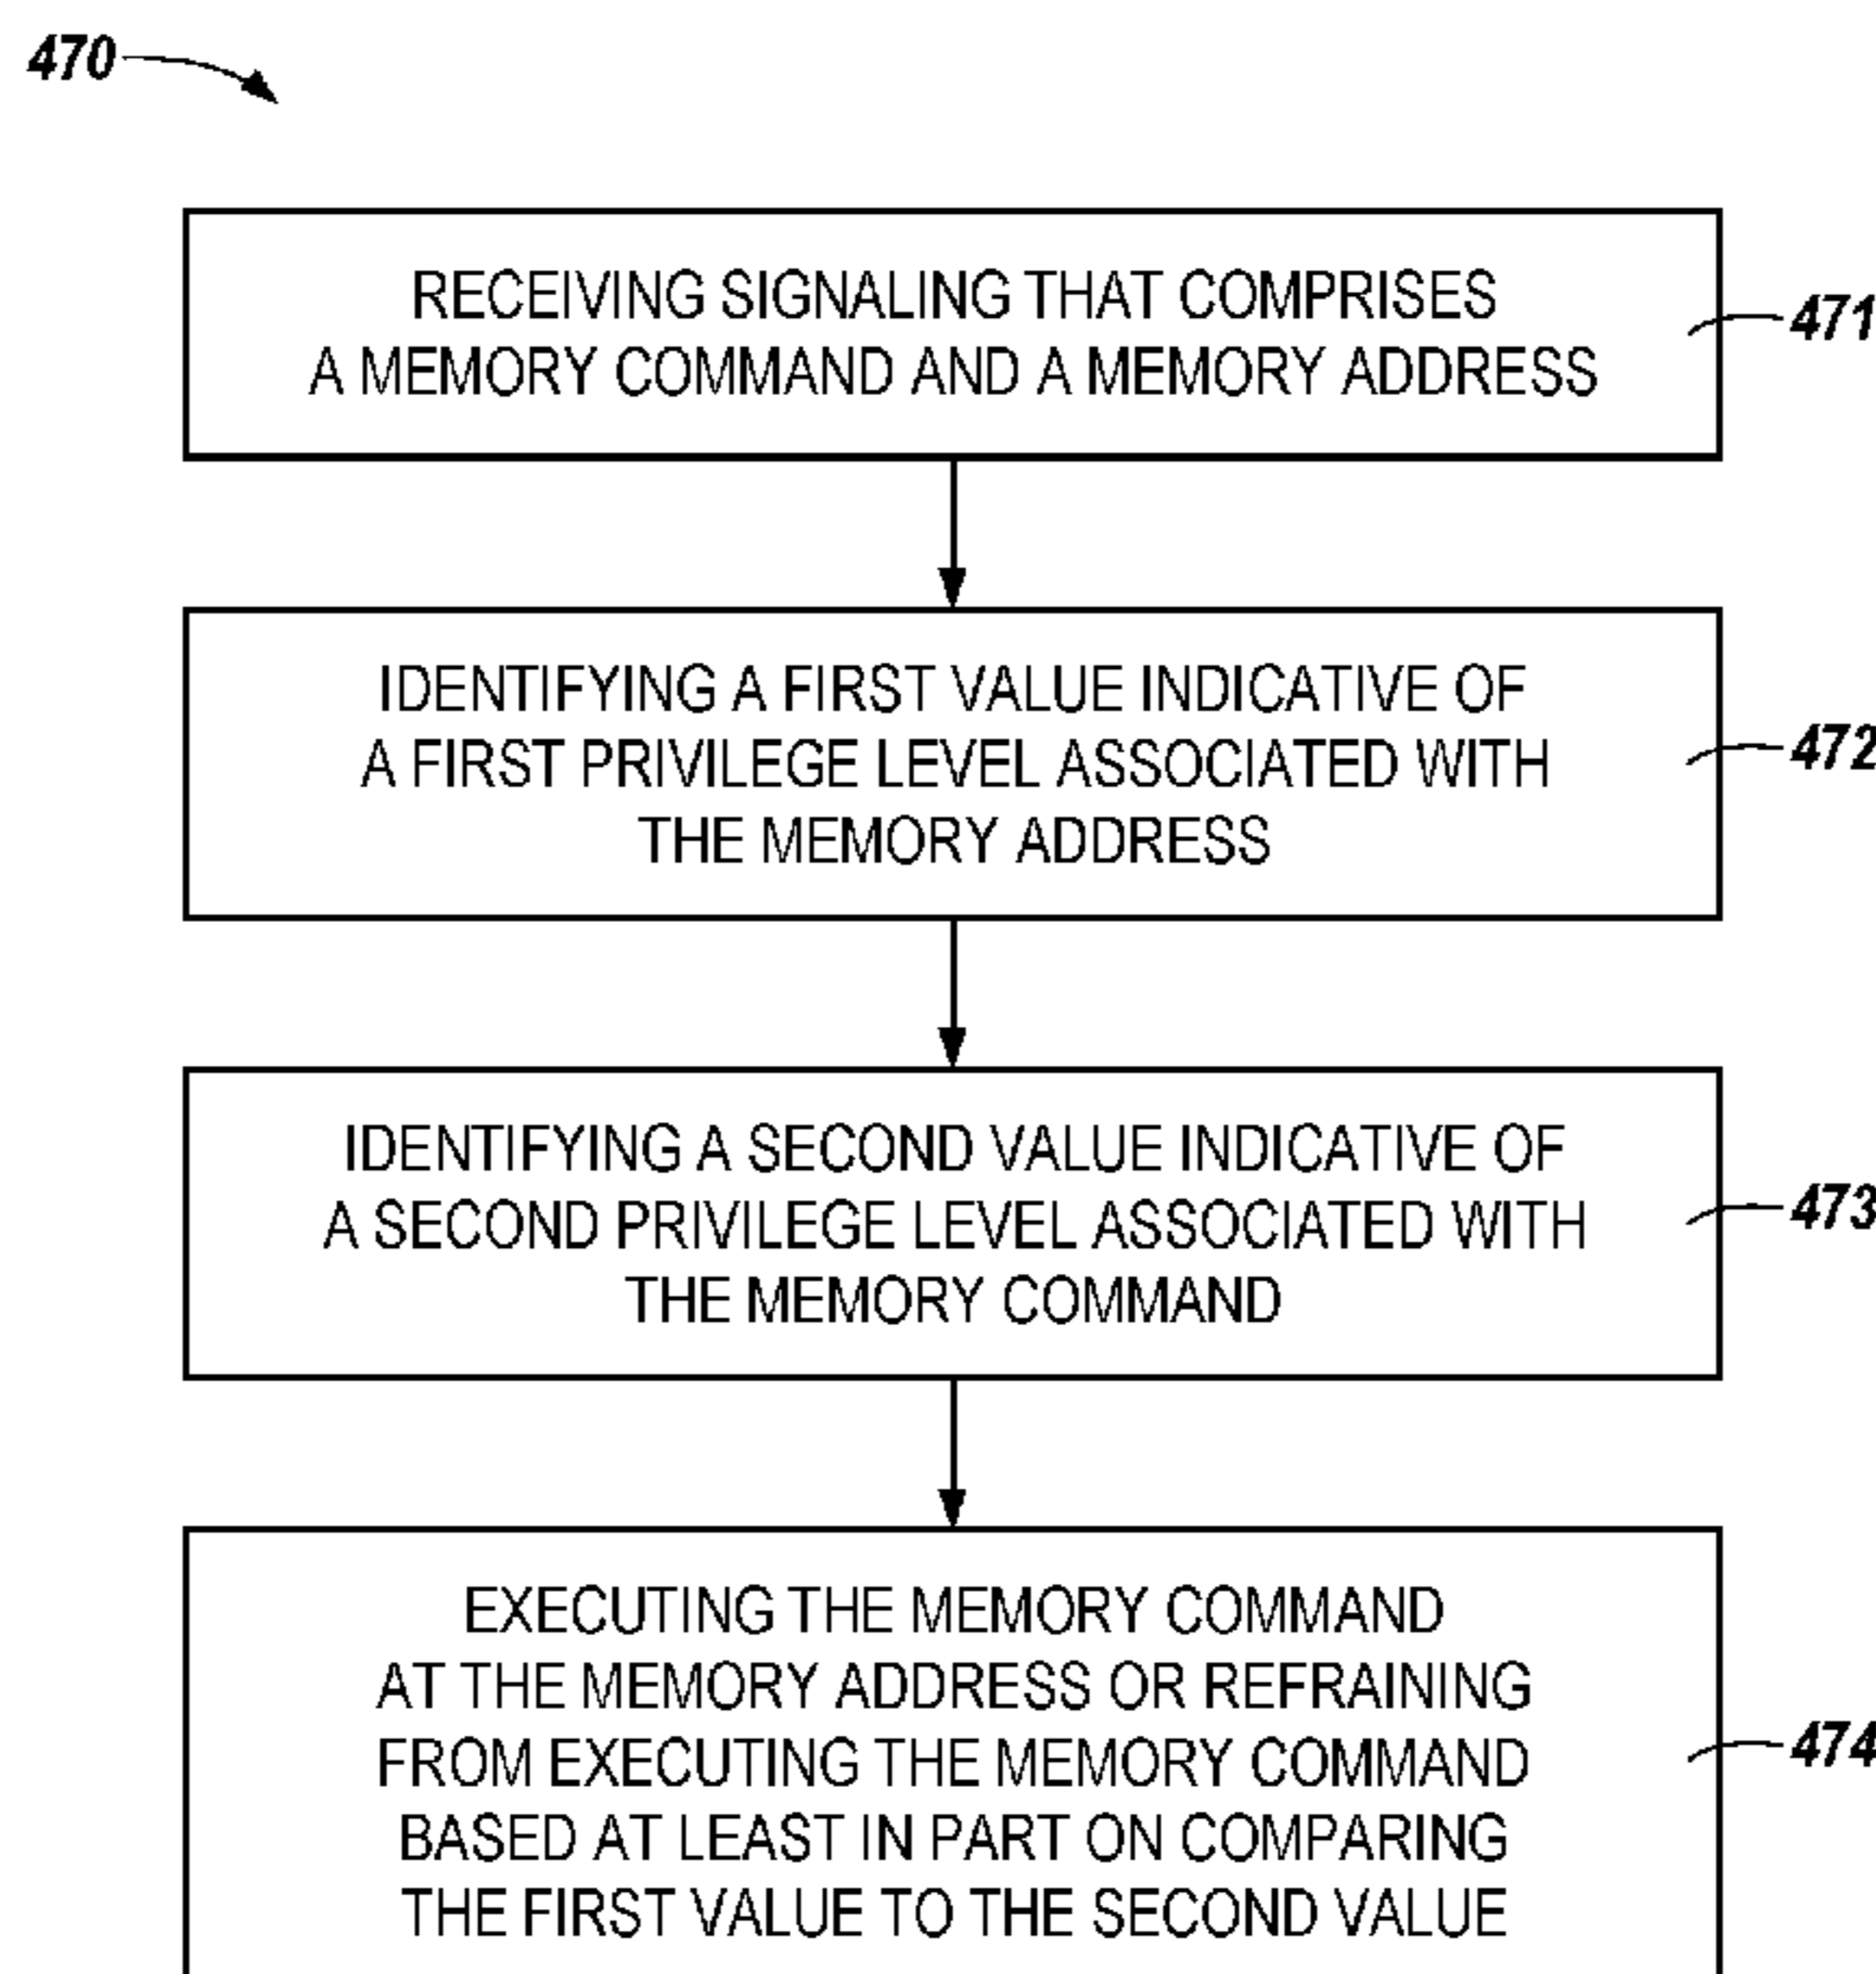 470
RECEIVING SIGNALING THAT COMPRISES
A MEMORY COMMAND AND A MEMORY ADDRESS
471
IDENTIFYING A FIRST VALUE INDICATIVE OF
A FIRST PRIVILEGE LEVEL ASSOCIATED WITH
THE MEMORY ADDRESS
472
IDENTIFYING A SECOND VALUE INDICATIVE OF
A SECOND PRIVILEGE LEVEL ASSOCIATED WITH
THE MEMORY COMMAND
473
EXECUTING THE MEMORY COMMAND
AT THE MEMORY ADDRESS OR REFRAINING
FROM EXECUTING THE MEMORY COMMAND
BASED AT LEAST IN PART ON COMPARING
THE FIRST VALUE TO THE SECOND VALUE
474